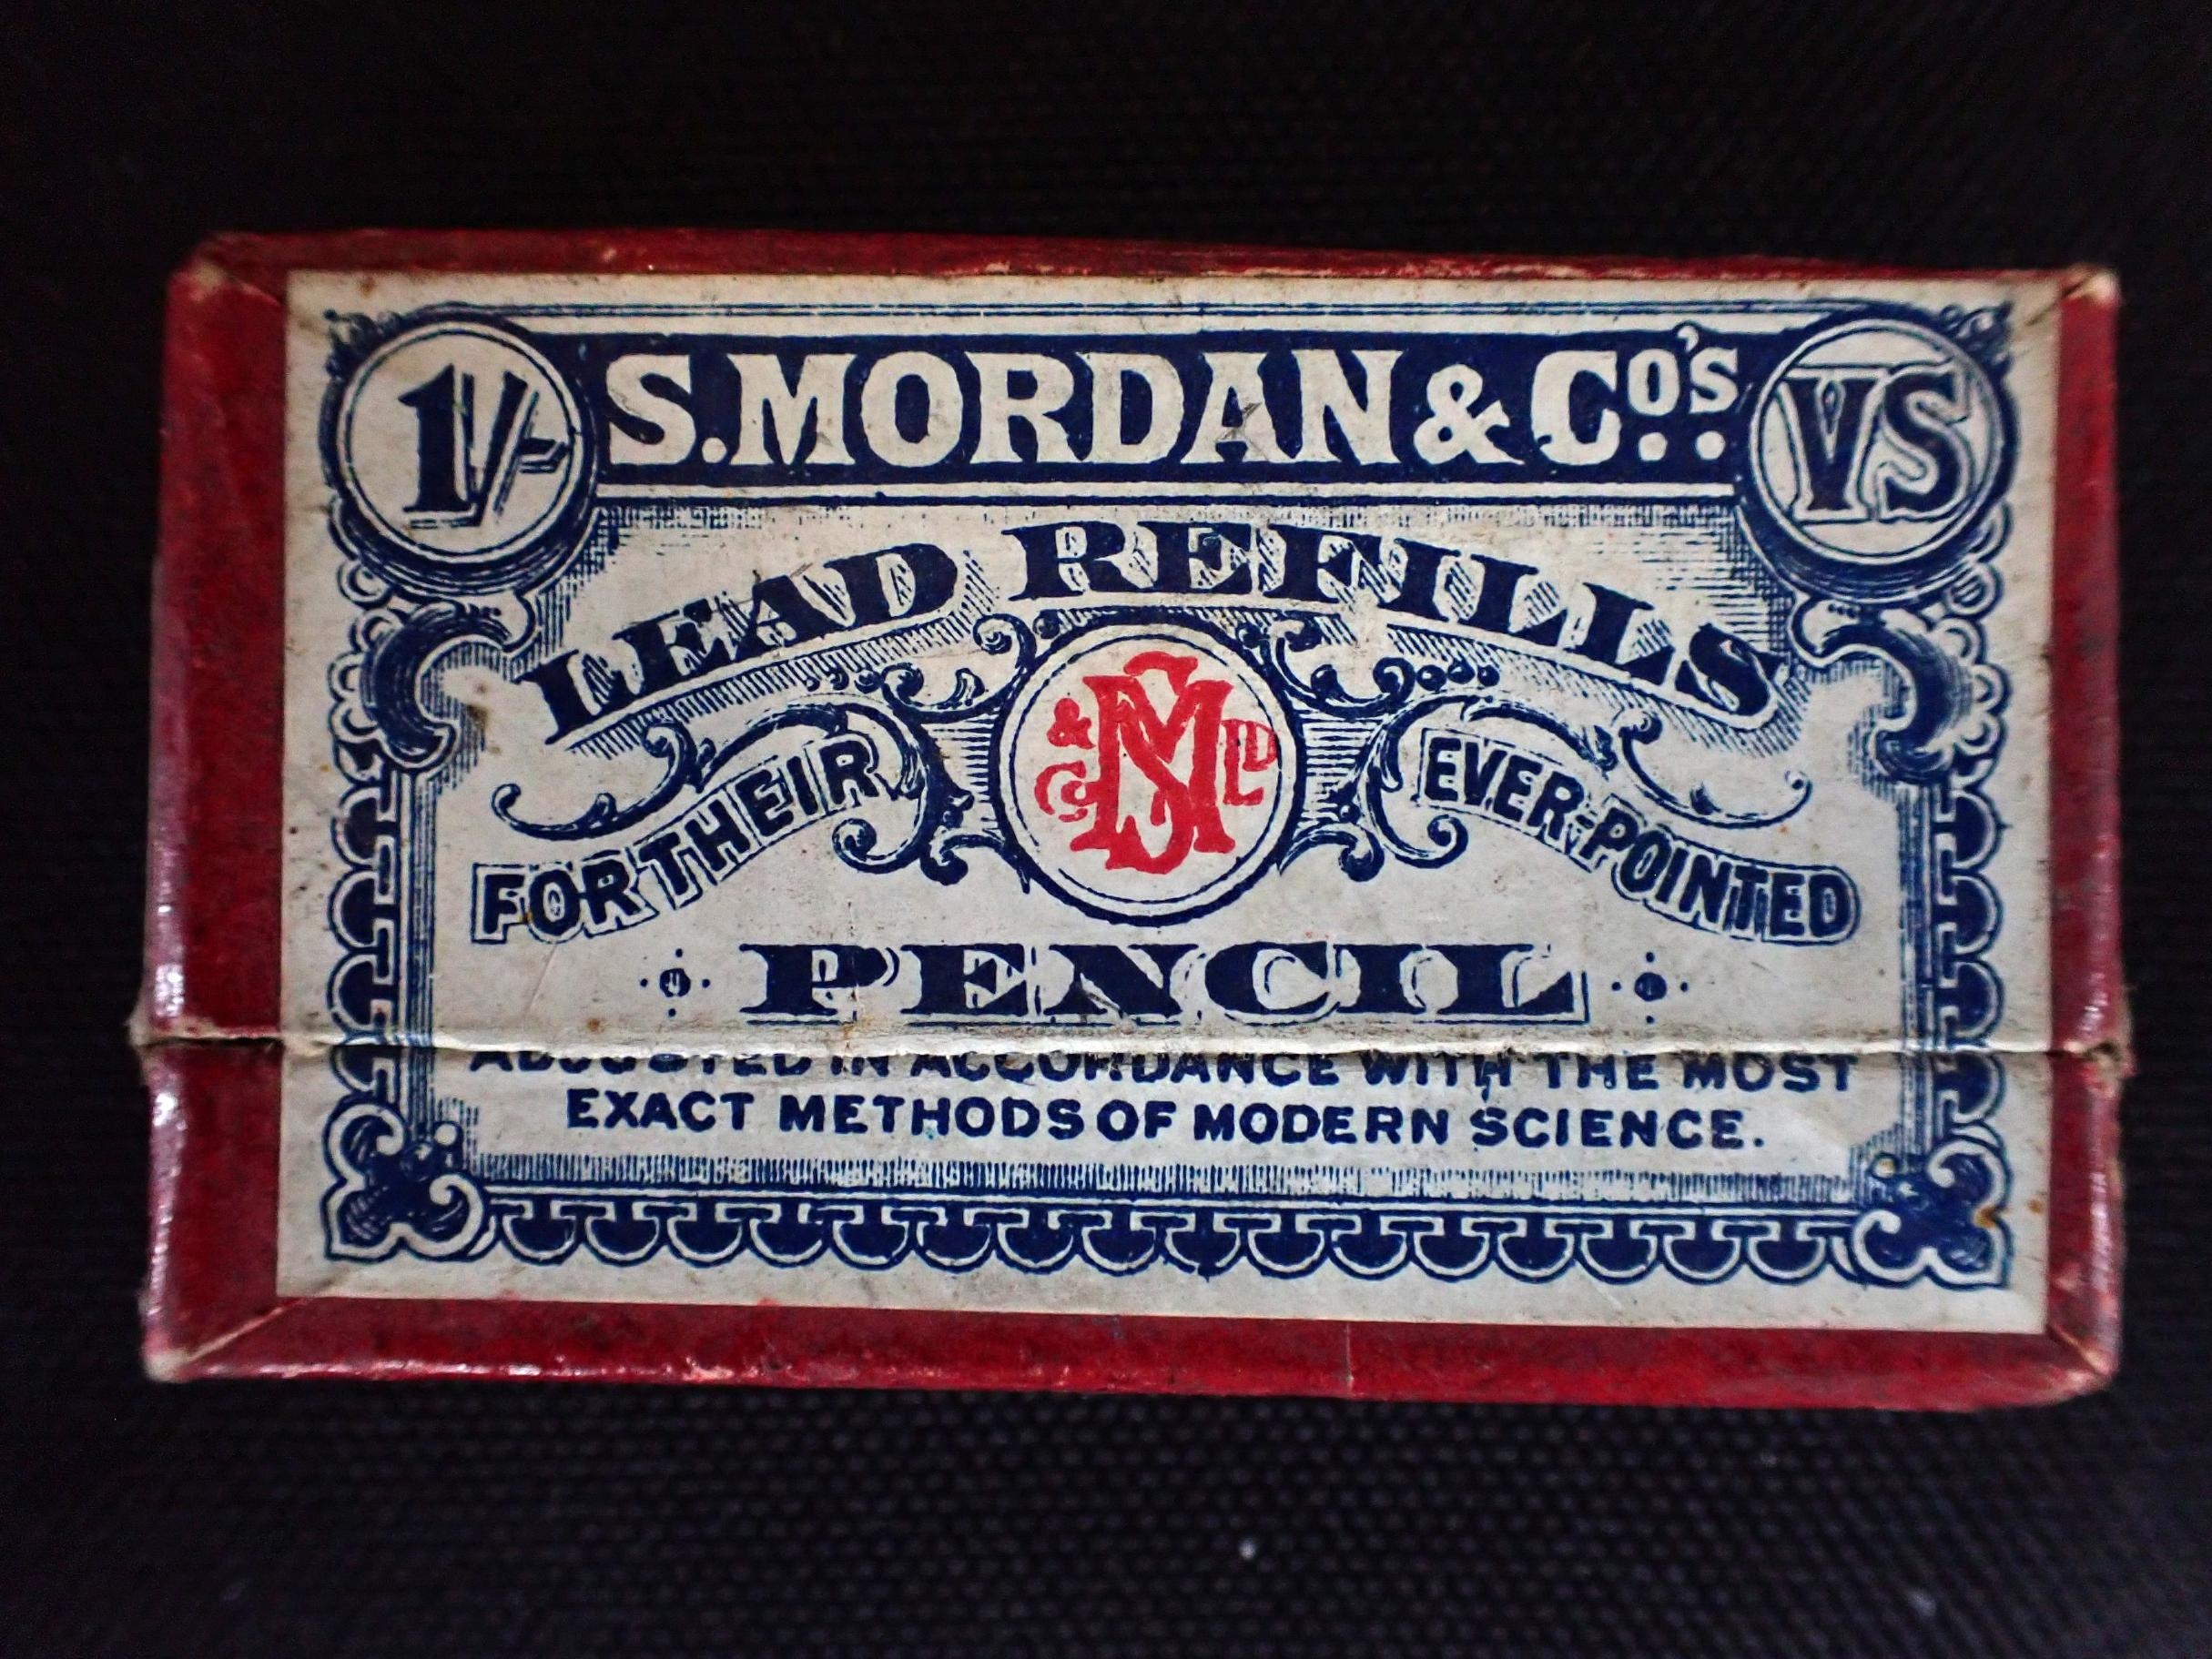 1/- S. MORDAN & Co's.. VS
LEAD REFILLS
SM & Co LD
FOR THEIR EVER-POINTED
PENCIL
ADJUSTED IN ACCORDANCE WITH THE MOST
EXACT METHODS OF MODERN SCIENCE.